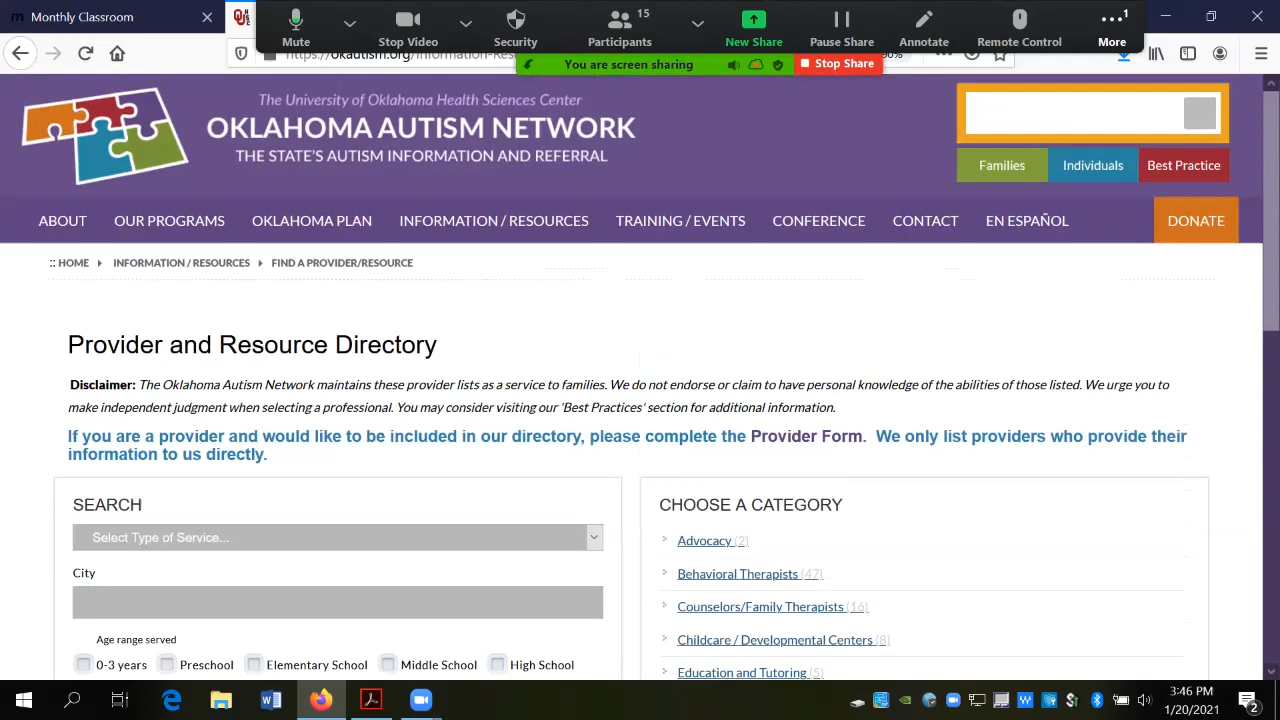 Monthly Classroom
Mute
Stop Video
Security
15
Participants
New Share
Pause Share
Annotate
Remote Control
1
More
You are screen sharing
Stop Share
The University of Oklahoma Health Sciences Center
OKLAHOMA AUTISM NETWORK
THE STATE'S AUTISM INFORMATION AND REFERRAL
Families
Individuals
Best Practice
ABOUT
OUR PROGRAMS
OKLAHOMA PLAN
INFORMATION / RESOURCES
TRAINING / EVENTS
CONFERENCE
CONTACT
EN ESPAÑOL
DONATE
:: HOME
INFORMATION / RESOURCES
FIND A PROVIDER/RESOURCE
Provider and Resource Directory
Disclaimer: The Oklahoma Autism Network maintains these provider lists as a service to families. We do not endorse or claim to have personal knowledge of the abilities of those listed. We urge you to
make independent judgment when selecting a professional. You may consider visiting our 'Best Practices' section for additional information.
If you are a provider and would like to be included in our directory, please complete the Provider Form. We only list providers who provide their
information to us directly.
SEARCH
Select Type of Service...
City
Age range served
0-3 years
Preschool
Elementary School
Middle School
High School
CHOOSE A CATEGORY
Advocacy (2)
Behavioral Therapists (47)
Counselors/Family Therapists (16)
Childcare / Developmental Centers (8)
Education and Tutoring (5)
3:46 PM
1/20/2021
2